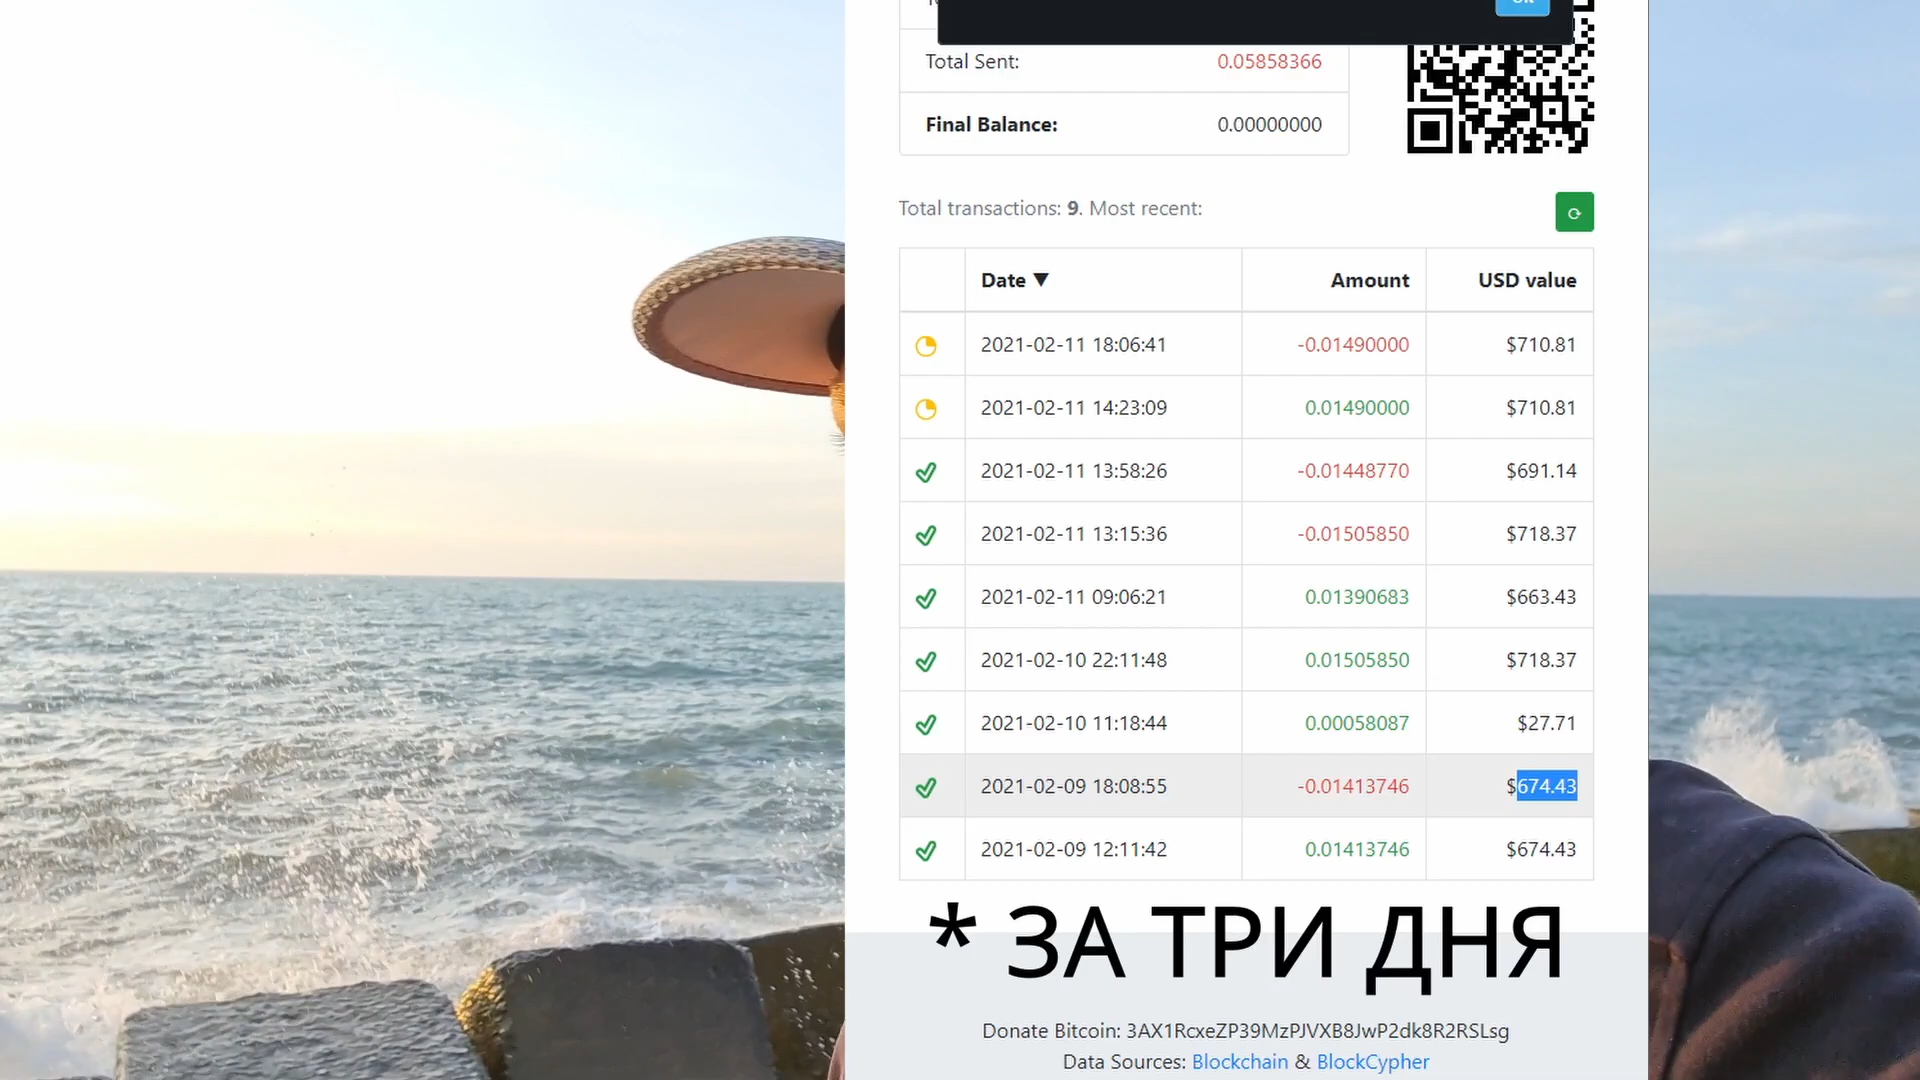 Total Sent: 0.05858366
Final Balance: 0.00000000
Total transactions: 9. Most recent:
Date ▼ Amount USD value
2021-02-11 18:06:41 -0.01490000 $710.81
2021-02-11 14:23:09 0.01490000 $710.81
2021-02-11 13:58:26 -0.01448770 $691.14
2021-02-11 13:15:36 -0.01505850 $718.37
2021-02-11 09:06:21 0.01390683 $663.43
2021-02-10 22:11:48 0.01505850 $718.37
2021-02-10 11:18:44 0.00058087 $27.71
2021-02-09 18:08:55 -0.01413746 $674.43
2021-02-09 12:11:42 0.01413746 $674.43
* ЗА ТРИ ДНЯ
Donate Bitcoin: 3AX1RcxeZP39MzPJVXB8JwP2dk8R2RSLsg
Data Sources: Blockchain & BlockCypher